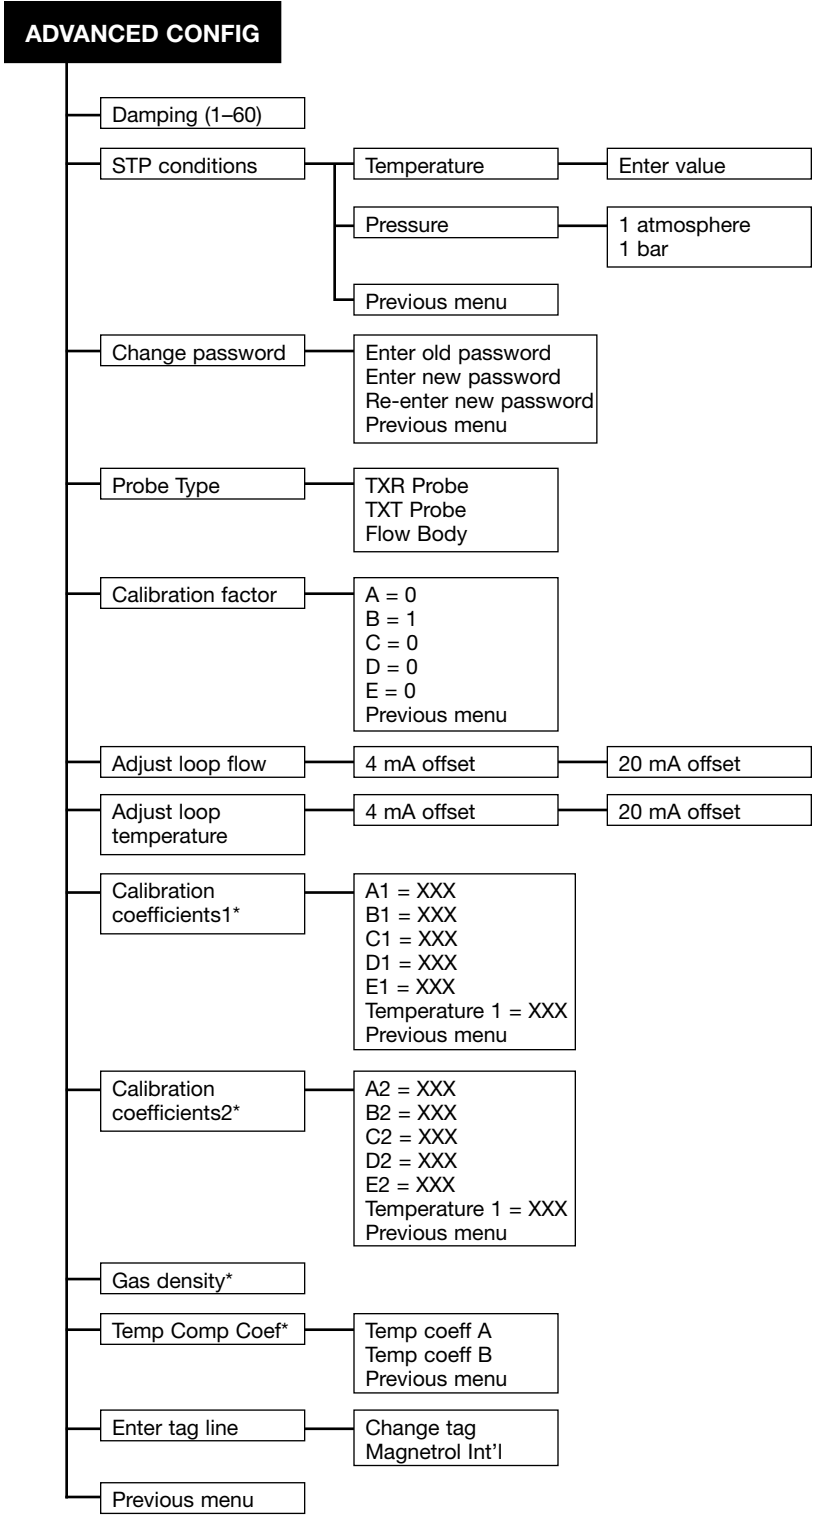 ADVANCED CONFIG
Damping (1–60)
STP conditions
Temperature
Enter value
Pressure
1 atmosphere
1 bar
Previous menu
Change password
Enter old password
Enter new password
Re-enter new password
Previous menu
Probe Type
TXR Probe
TXT Probe
Flow Body
Calibration factor
A = 0
B = 1
C = 0
D = 0
E = 0
Previous menu
Adjust loop flow
4 mA offset
20 mA offset
Adjust loop
temperature
4 mA offset
20 mA offset
Calibration
coefficients1*
A1 = XXX
B1 = XXX
C1 = XXX
D1 = XXX
E1 = XXX
Temperature 1 = XXX
Previous menu
Calibration
coefficients2*
A2 = XXX
B2 = XXX
C2 = XXX
D2 = XXX
E2 = XXX
Temperature 1 = XXX
Previous menu
Gas density*
Temp Comp Coef*
Temp coeff A
Temp coeff B
Previous menu
Enter tag line
Change tag
Magnetrol Int’l
Previous menu